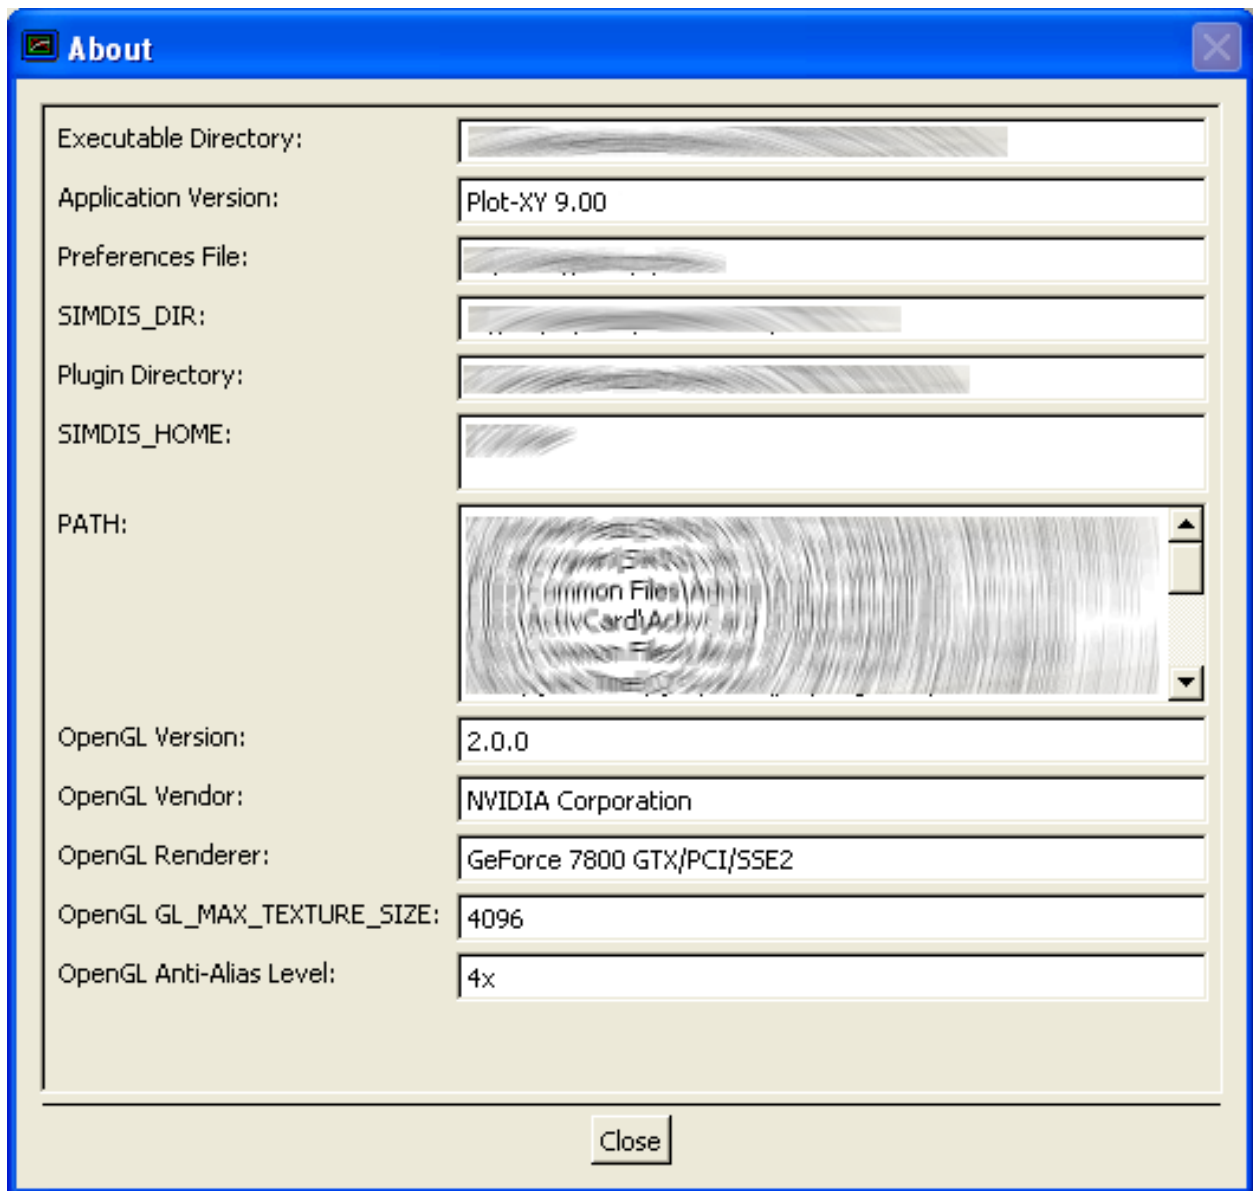 About
Executable Directory:
Application Version: Plot-XY 9.00
Preferences File:
SIMDIS_DIR:
Plugin Directory:
SIMDIS_HOME:
PATH:
Files
OpenGL Version: 2.0.0
OpenGL Vendor: NVIDIA Corporation
OpenGL Renderer: GeForce 7800 GTX/PCI/SSE2
OpenGL GL_MAX_TEXTURE_SIZE: 4096
OpenGL Anti-Alias Level: 4x
Close